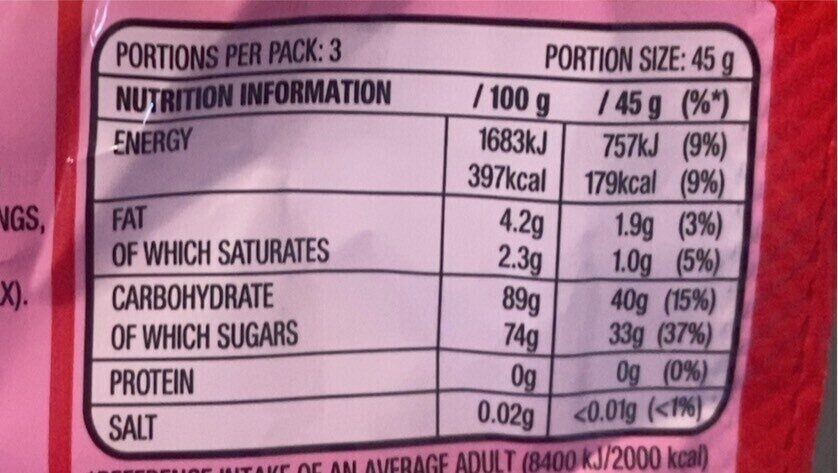 PORTIONS PER PACK: 3 PORTION SIZE: 45 g
NUTRITION INFORMATION / 100 g / 45 g (%*)
ENERGY 1683kJ 757kJ (9%)
397kcal 179kcal (9%)
NGS,
FAT 4.2g 1.9g (3%)
OF WHICH SATURATES 2.3g 1.0g (5%)
X).
CARBOHYDRATE 89g 40g (15%)
OF WHICH SUGARS 74g 33g (37%)
PROTEIN 0g 0g (0%)
SALT 0.02g <0.01g (<1%)
INTAKE OF AN AVERAGE ADULT (8400 kJ/2000 kcal)